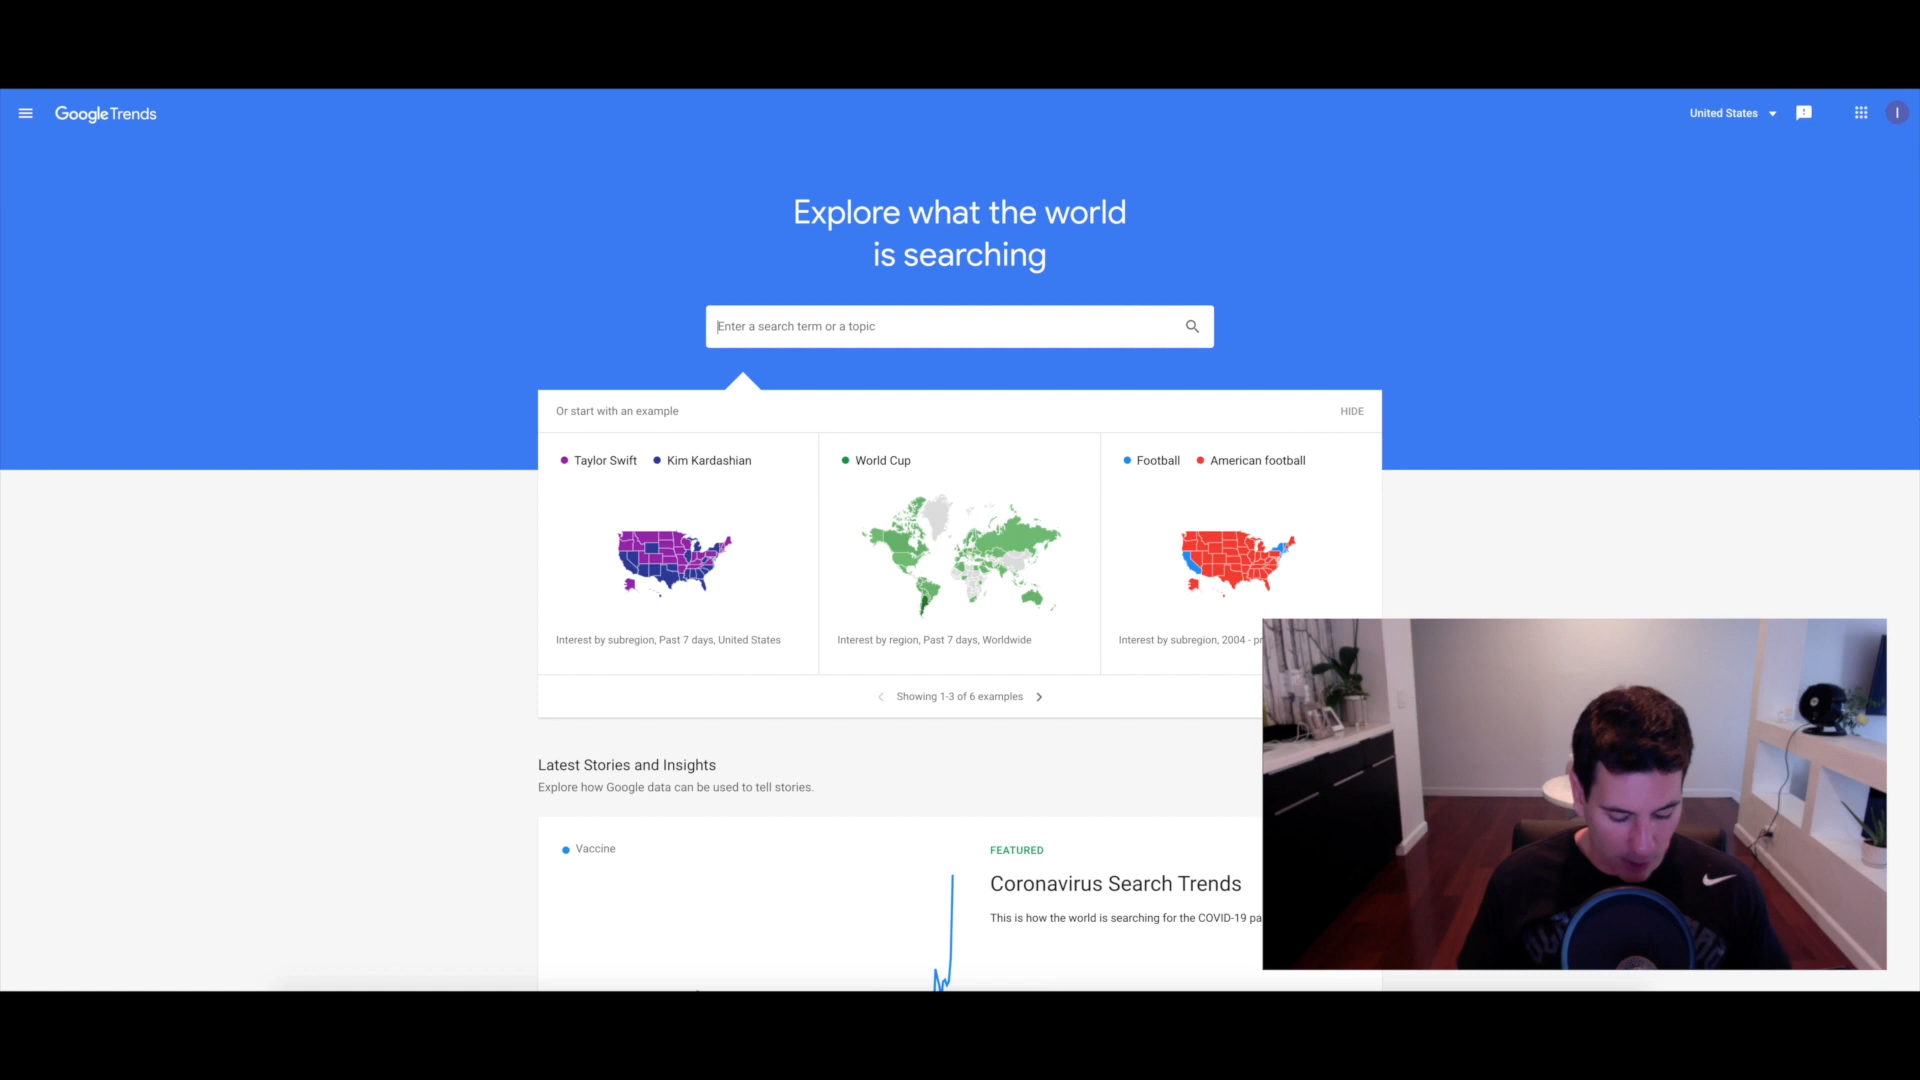 Google Trends
United States
I
Explore what the world
is searching
Enter a search term or a topic
Or start with an example
HIDE
Taylor Swift
Kim Kardashian
World Cup
Football
American football
Interest by subregion, Past 7 days, United States
Interest by region, Past 7 days, Worldwide
Interest by subregion, 2004 -
Showing 1-3 of 6 examples
Latest Stories and Insights
Explore how Google data can be used to tell stories.
Vaccine
FEATURED
Coronavirus Search Trends
This is how the world is searching for the COVID-19